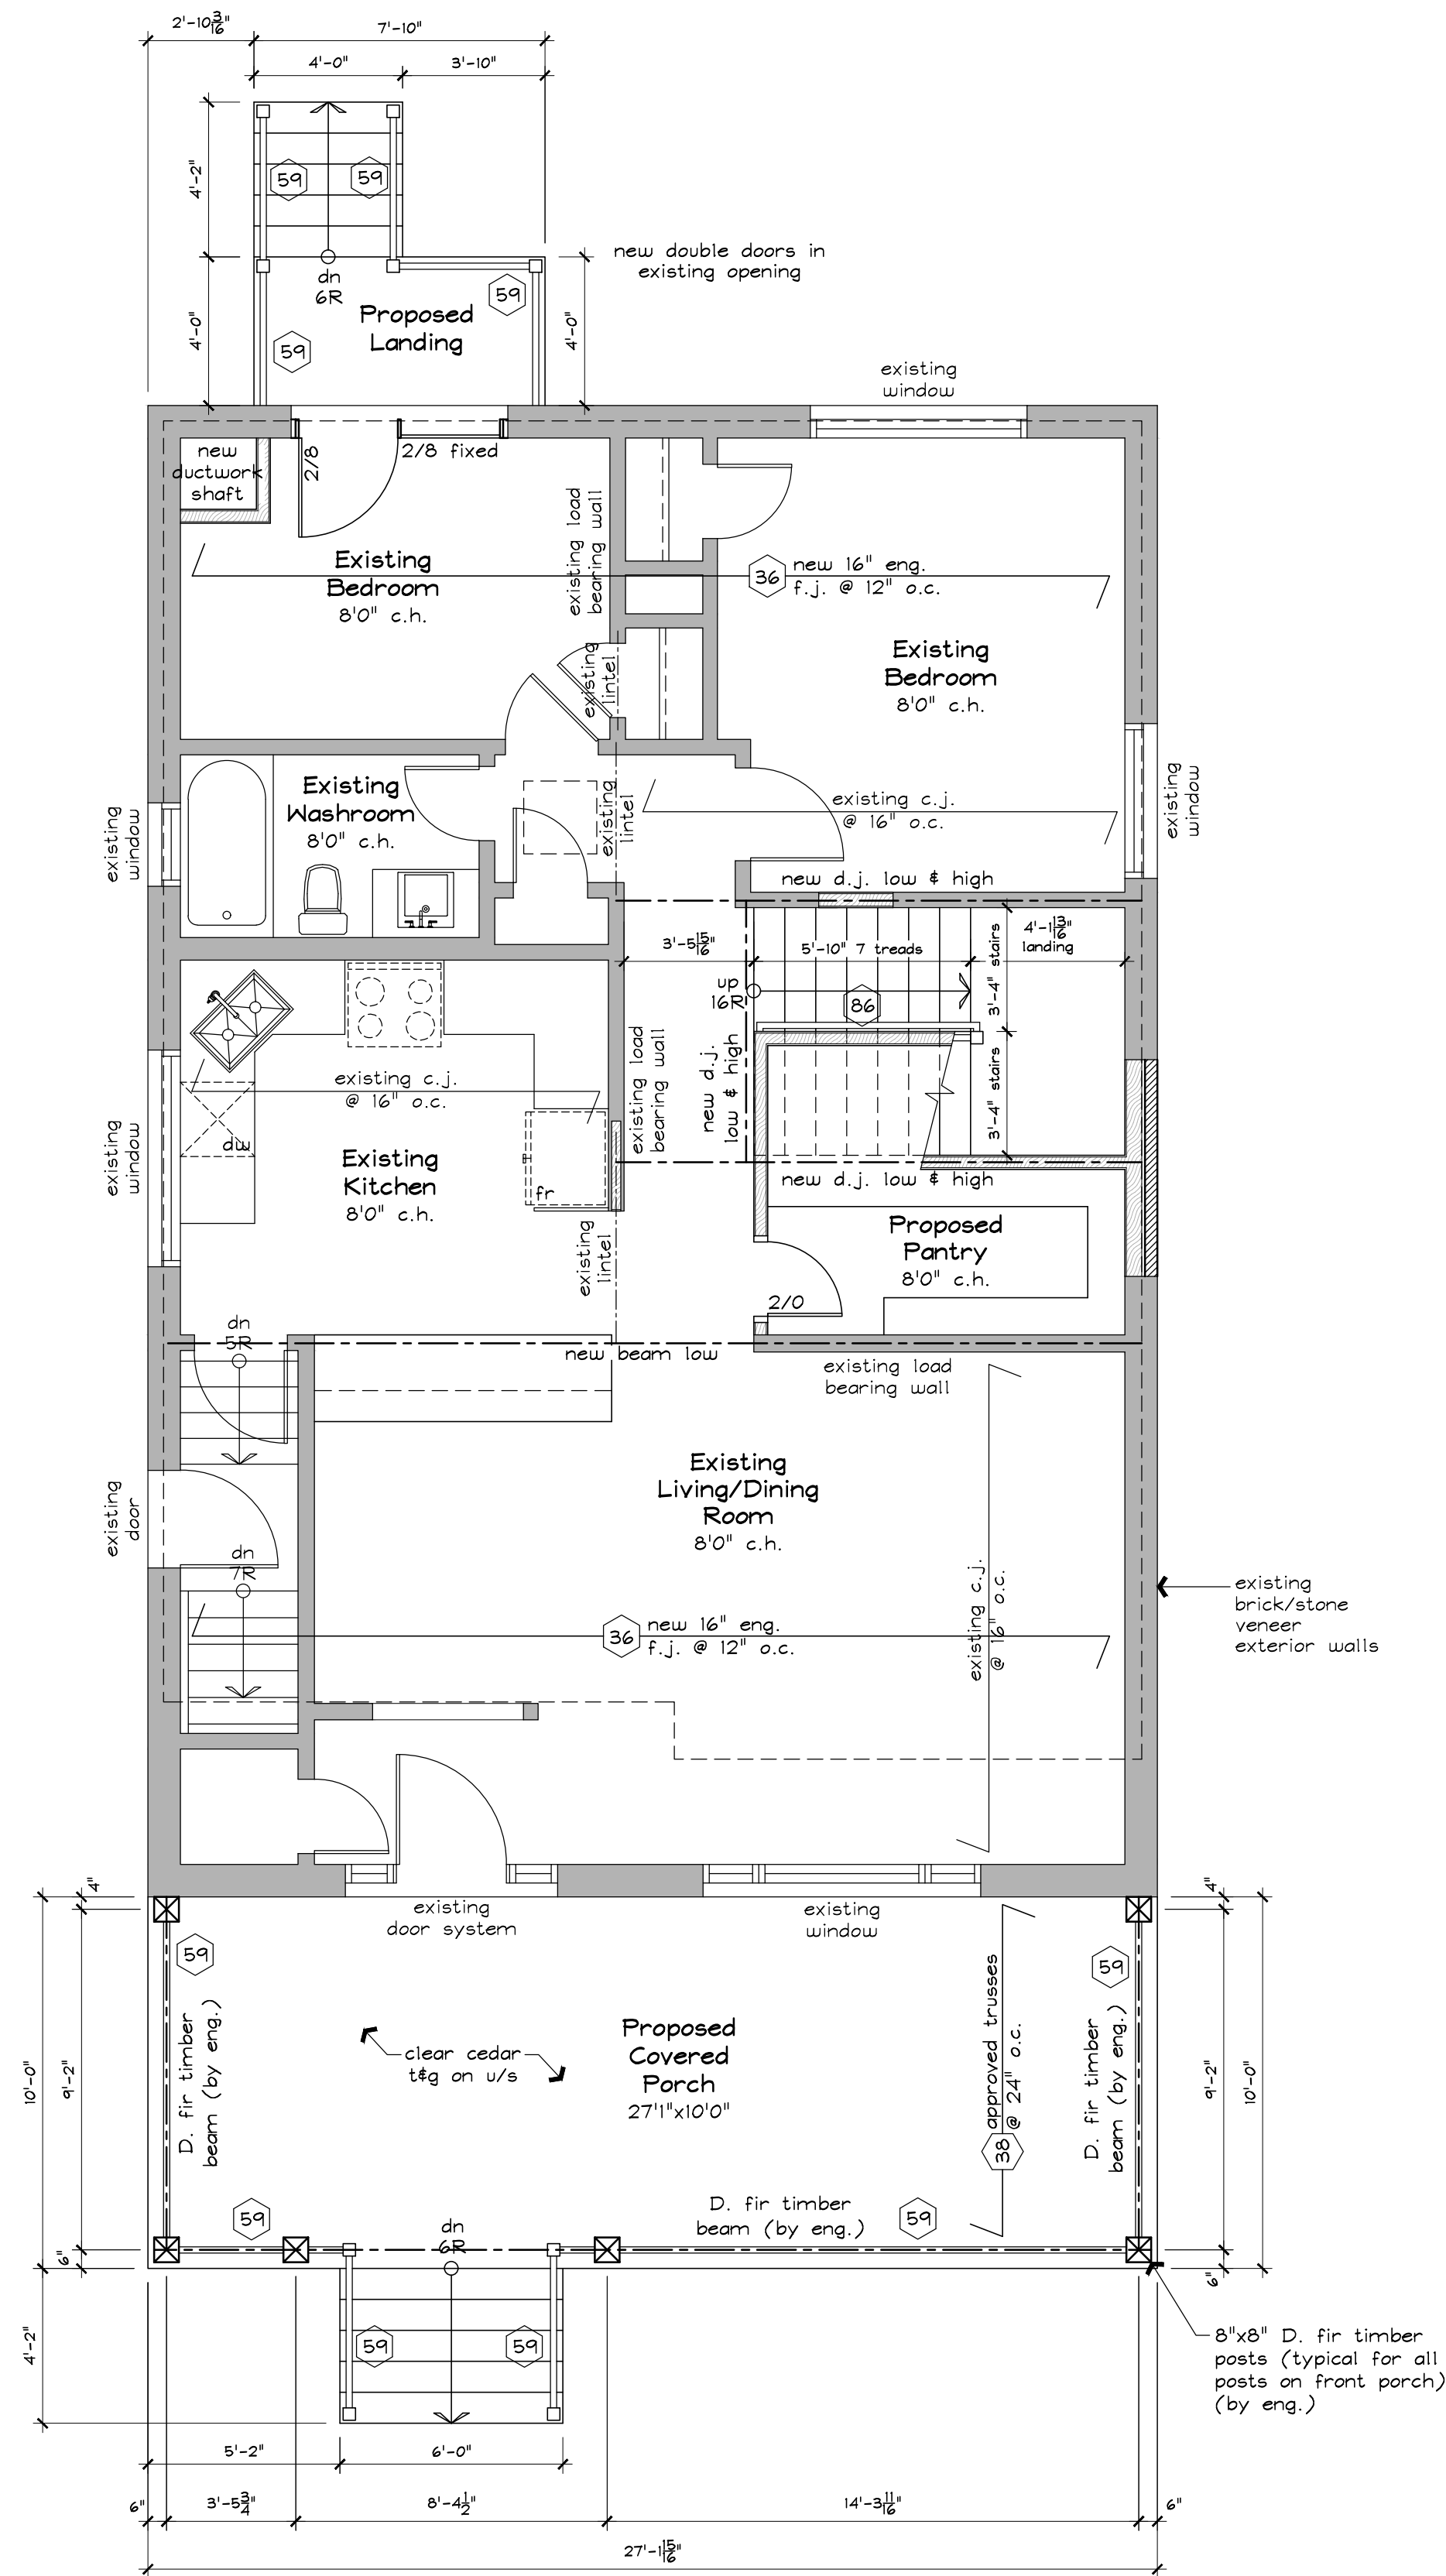 2'-10 3/16"
7'-10"
4'-0"
3'-10"
4'-2"
59
59
new double doors in
existing opening
dn
6R
59
Proposed
Landing
4'-0"
4'-0"
59
existing
window
new
ductwork
shaft
2/8
2/8 fixed
existing load
bearing wall
Existing
Bedroom
8'0" c.h.
36
new 16" eng.
f.j. @ 12" o.c.
existing
lintel
Existing
Bedroom
8'0" c.h.
existing
window
Existing
Washroom
8'0" c.h.
existing
lintel
existing c.j.
@ 16" o.c.
existing
window
new d.j. low & high
3'-5 15/16"
5'-10" 7 treads
3'-4" stairs
4'-1 13/16"
landing
up
16R
86
existing load
bearing wall
new d.j.
low & high
3'-4" stairs
existing c.j.
@ 16" o.c.
existing
window
dw
Existing
Kitchen
8'0" c.h.
fr
new d.j. low & high
existing
lintel
Proposed
Pantry
8'0" c.h.
2/0
dn
5R
new beam low
existing load
bearing wall
Existing
Living/Dining
Room
8'0" c.h.
existing
door
dn
7R
existing c.j.
@ 16" o.c.
36
new 16" eng.
f.j. @ 12" o.c.
existing
brick/stone
veneer
exterior walls
4"
4"
existing
door system
existing
window
59
59
D. fir timber
beam (by eng.)
approved trusses
@ 24" o.c.
38
D. fir timber
beam (by eng.)
Proposed
Covered
Porch
27'1"x10'0"
clear cedar
t&g on u/s
10'-0"
9'-2"
9'-2"
10'-0"
59
dn
6R
D. fir timber
beam (by eng.)
59
6"
6"
4'-2"
59
59
8"x8" D. fir timber
posts (typical for all
posts on front porch)
(by eng.)
5'-2"
6'-0"
6"
3'-5 3/4"
8'-4 1/2"
14'-3 11/16"
6"
27'-1 15/16"